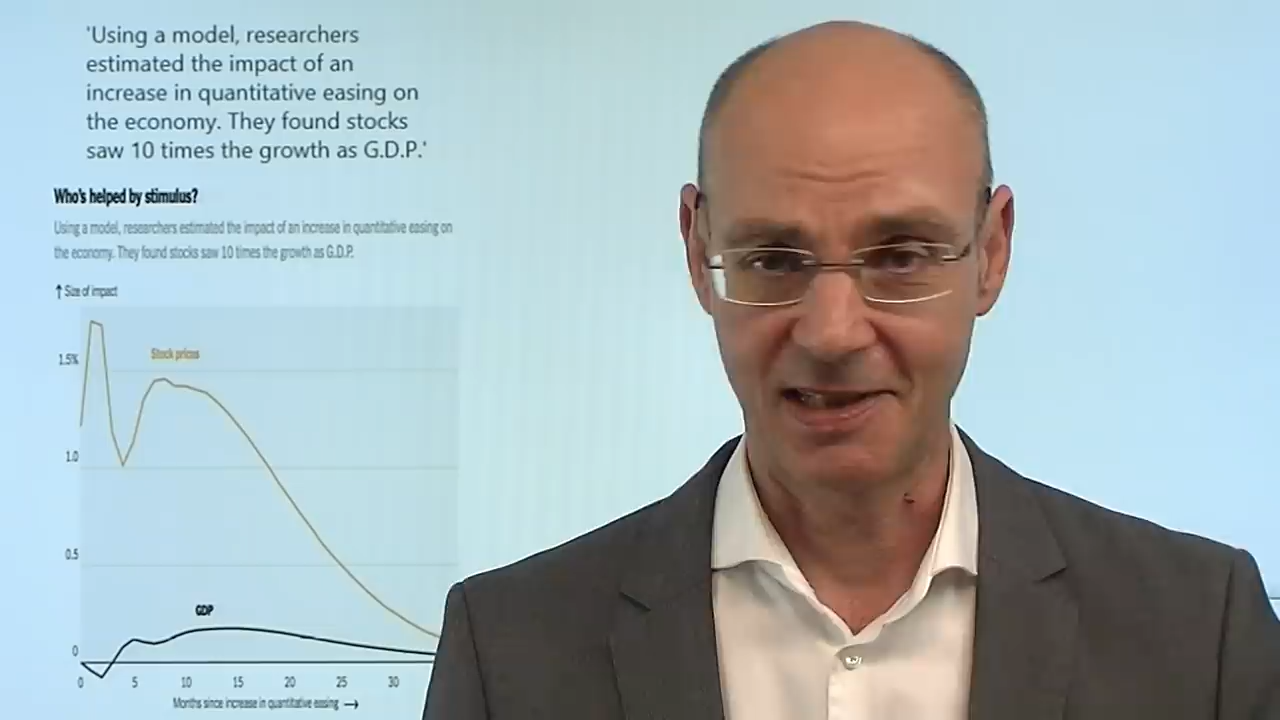 'Using a model, researchers
estimated the impact of an
increase in quantitative easing on
the economy. They found stocks
saw 10 times the growth as G.D.P.'
Who's helped by stimulus?
Using a model, researchers estimated the impact of an increase in quantitative easing on
the economy. They found stocks saw 10 times the growth as G.D.P.
↑ Size of impact
1.5%
Stock prices
1.0
0.5
GDP
0
0 5 10 15 20 25 30
Months since increase in quantitative easing →